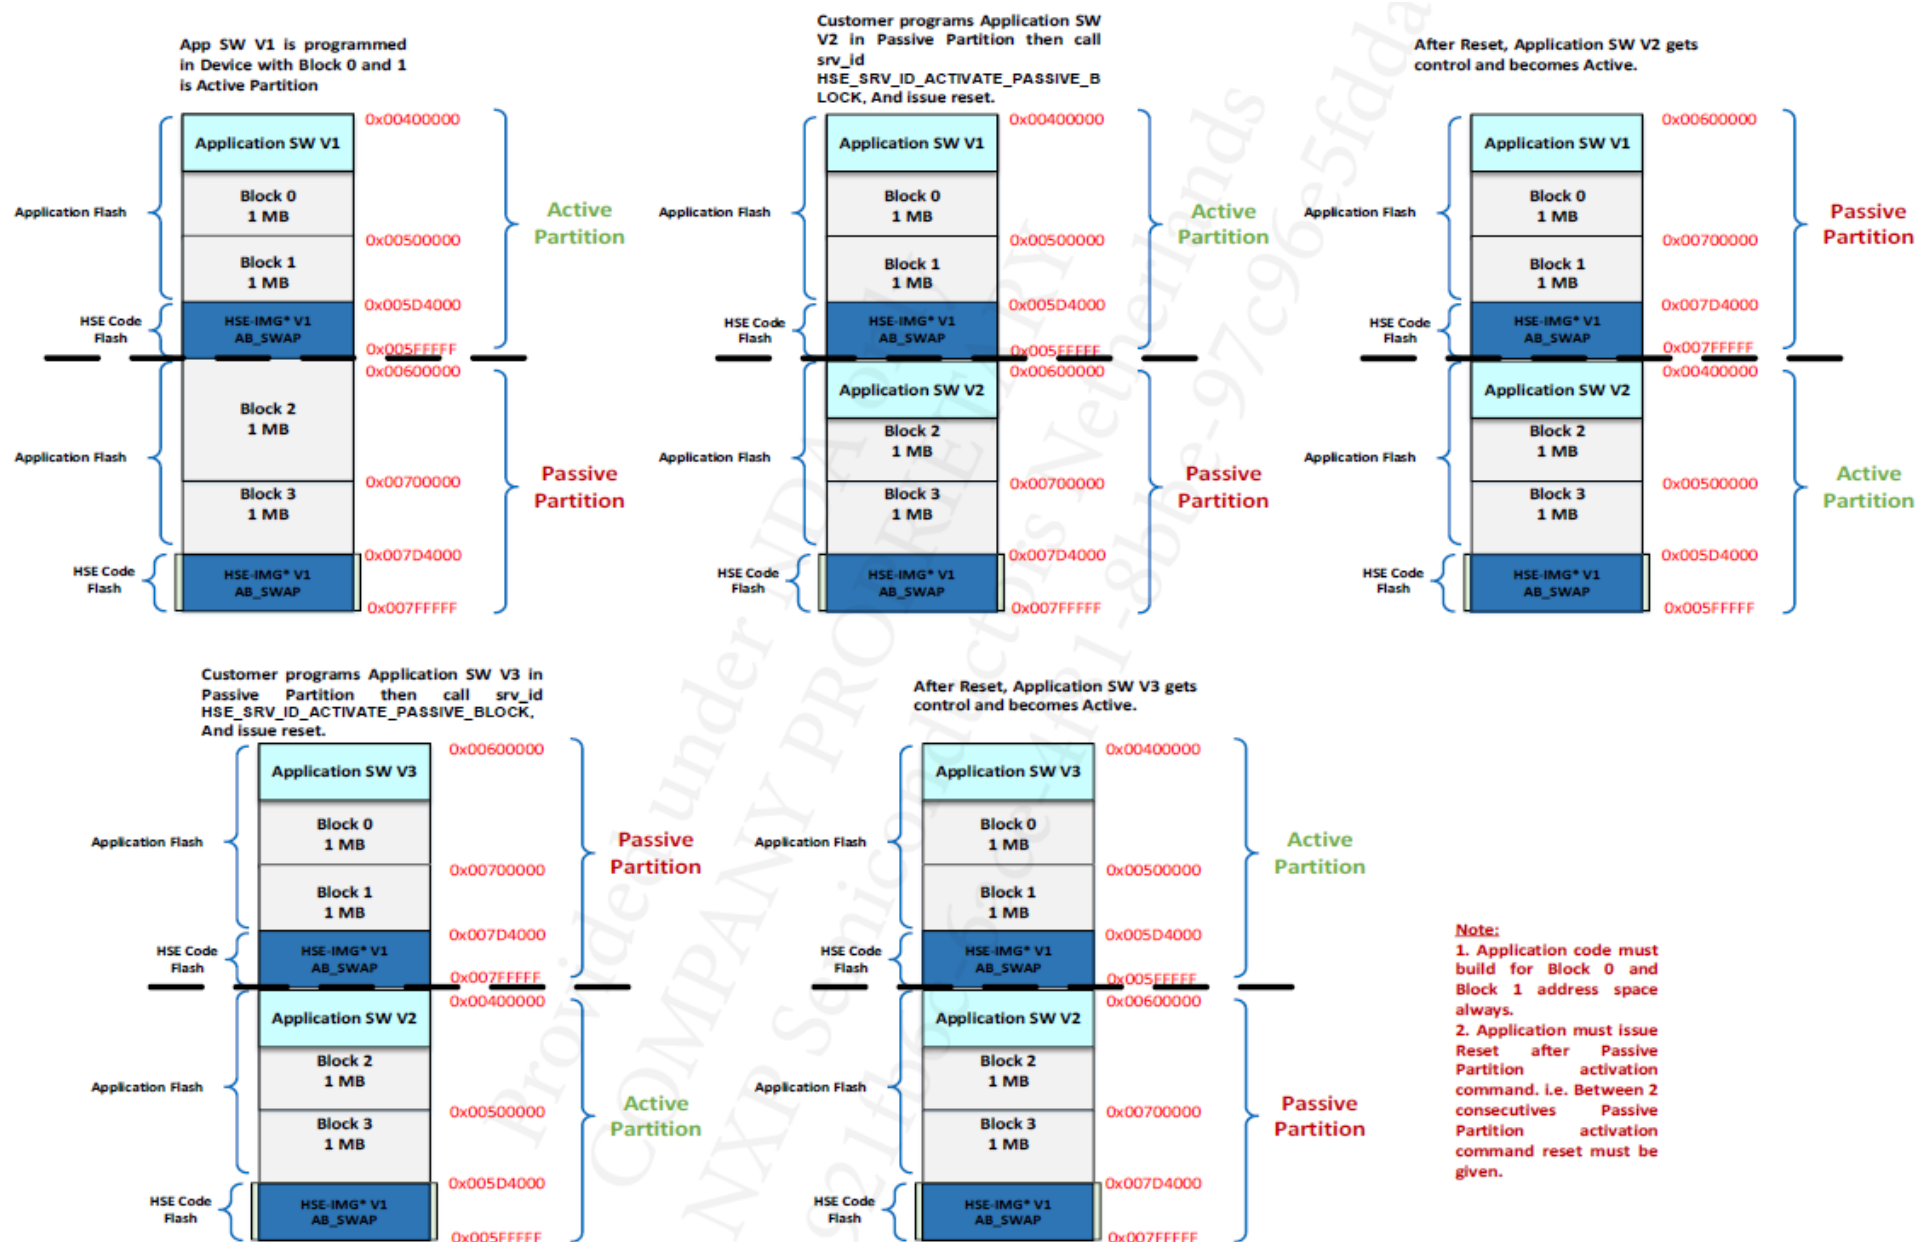 App SW V1 is programmed
in Device with Block 0 and 1
is Active Partition
Application SW V1
Block 0
1 MB
Block 1
1 MB
HSE-IMG* V1
AB_SWAP
Block 2
1 MB
Block 3
1 MB
HSE-IMG* V1
AB_SWAP
Application Flash
HSE Code
Flash
Application Flash
HSE Code
Flash
0x00400000
0x00500000
0x005D4000
0x005FFFFF
0x00600000
0x00700000
0x007D4000
0x007FFFFF
Active
Partition
Passive
Partition
Customer programs Application SW
V2 in Passive Partition then call
srv_id
HSE_SRV_ID_ACTIVATE_PASSIVE_B
LOCK, And issue reset.
Application SW V1
Block 0
1 MB
Block 1
1 MB
HSE-IMG* V1
AB_SWAP
Application SW V2
Block 2
1 MB
Block 3
1 MB
HSE-IMG* V1
AB_SWAP
Application Flash
HSE Code
Flash
Application Flash
HSE Code
Flash
0x00400000
0x00500000
0x005D4000
0x005FFFFF
0x00600000
0x00700000
0x007D4000
0x007FFFFF
Active
Partition
Passive
Partition
After Reset, Application SW V2 gets
control and becomes Active.
Application SW V1
Block 0
1 MB
Block 1
1 MB
HSE-IMG* V1
AB_SWAP
Application SW V2
Block 2
1 MB
Block 3
1 MB
HSE-IMG* V1
AB_SWAP
Application Flash
HSE Code
Flash
Application Flash
HSE Code
Flash
0x00600000
0x00700000
0x007D4000
0x007FFFFF
0x00400000
0x00500000
0x005D4000
0x005FFFFF
Passive
Partition
Active
Partition
Customer programs Application SW V3 in
Passive Partition then call srv_id
HSE_SRV_ID_ACTIVATE_PASSIVE_BLOCK,
And issue reset.
Application SW V3
Block 0
1 MB
Block 1
1 MB
HSE-IMG* V1
AB_SWAP
Application SW V2
Block 2
1 MB
Block 3
1 MB
HSE-IMG* V1
AB_SWAP
Application Flash
HSE Code
Flash
Application Flash
HSE Code
Flash
0x00600000
0x00700000
0x007D4000
0x007FFFFF
0x00400000
0x00500000
0x005D4000
0x005FFFFF
Passive
Partition
Active
Partition
After Reset, Application SW V3 gets
control and becomes Active.
Application SW V3
Block 0
1 MB
Block 1
1 MB
HSE-IMG* V1
AB_SWAP
Application SW V2
Block 2
1 MB
Block 3
1 MB
HSE-IMG* V1
AB_SWAP
Application Flash
HSE Code
Flash
Application Flash
HSE Code
Flash
0x00400000
0x00500000
0x005D4000
0x005FFFFF
0x00600000
0x00700000
0x007D4000
0x007FFFFF
Active
Partition
Passive
Partition
Note:
1. Application code must
build for Block 0 and
Block 1 address space
always.
2. Application must issue
Reset after Passive
Partition activation
command. i.e. Between 2
consecutives Passive
Partition activation
command reset must be
given.
Provided under NDA only
COMPANY PROPRIETARY
NXP Semiconductors Netherlands